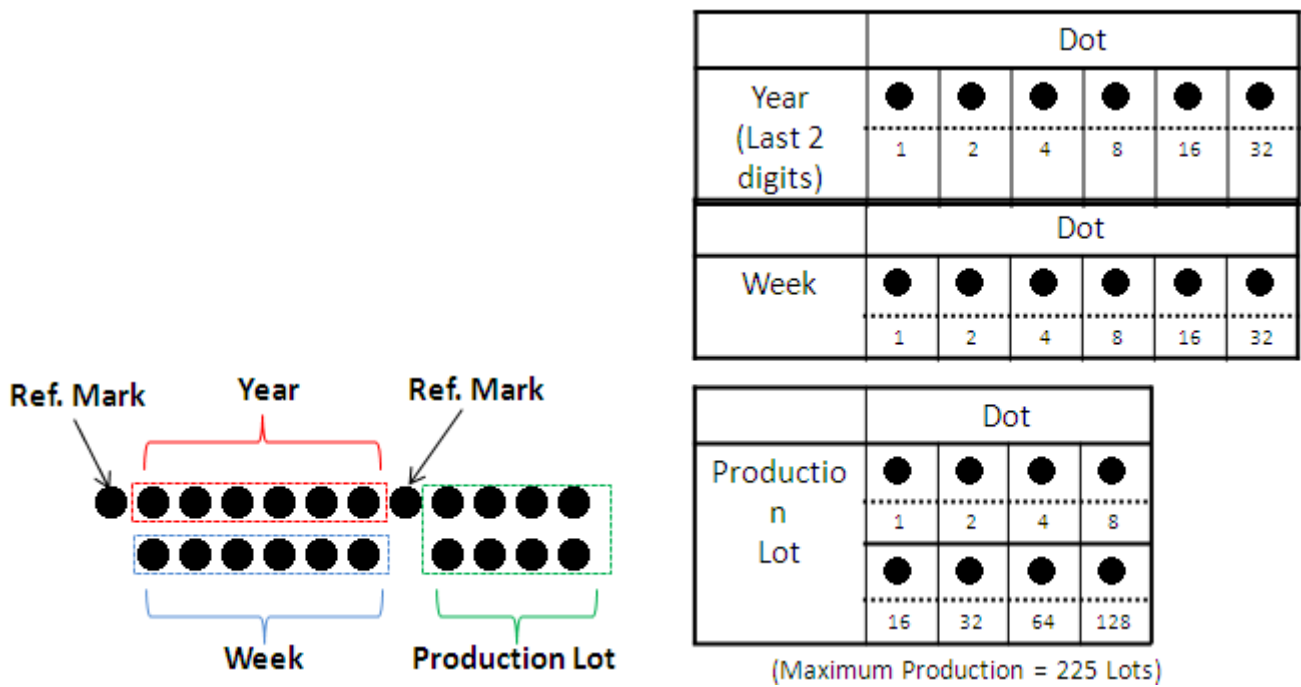 Ref. Mark
Year
Ref. Mark
Week
Production Lot
Dot
Year
(Last 2
digits)
1 2 4 8 16 32
Dot
Week
1 2 4 8 16 32
Dot
Productio
n
Lot
1 2 4 8
16 32 64 128
(Maximum Production = 225 Lots)